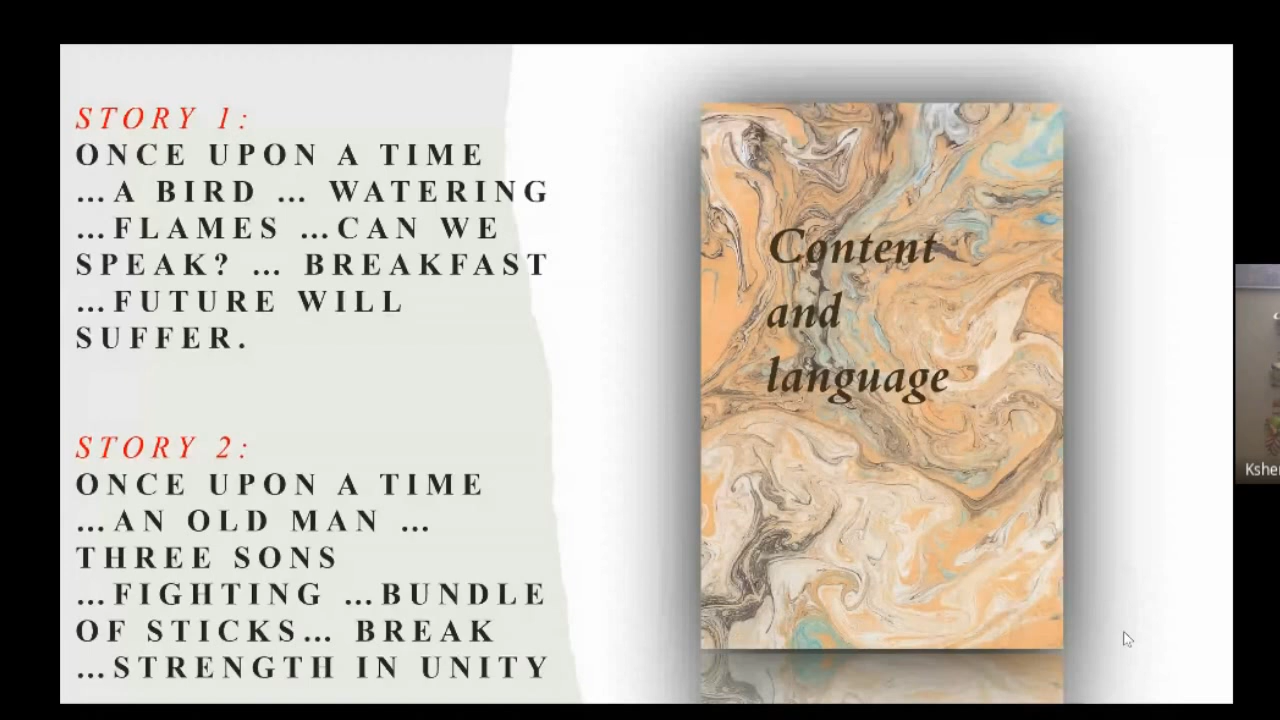 STORY 1:
ONCE UPON A TIME
...A BIRD ... WATERING
...FLAMES ...CAN WE
SPEAK? ... BREAKFAST
...FUTURE WILL
SUFFER.
STORY 2:
ONCE UPON A TIME
...AN OLD MAN ...
THREE SONS
...FIGHTING ...BUNDLE
OF STICKS... BREAK
...STRENGTH IN UNITY
Content
and
language